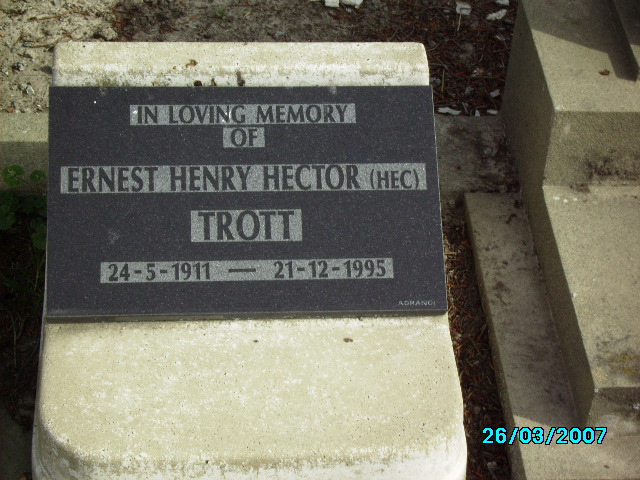 IN LOVING MEMORY
OF
ERNEST HENRY HECTOR (HEC)
TROTT
24-5-1911 — 21-12-1995
26/03/2007